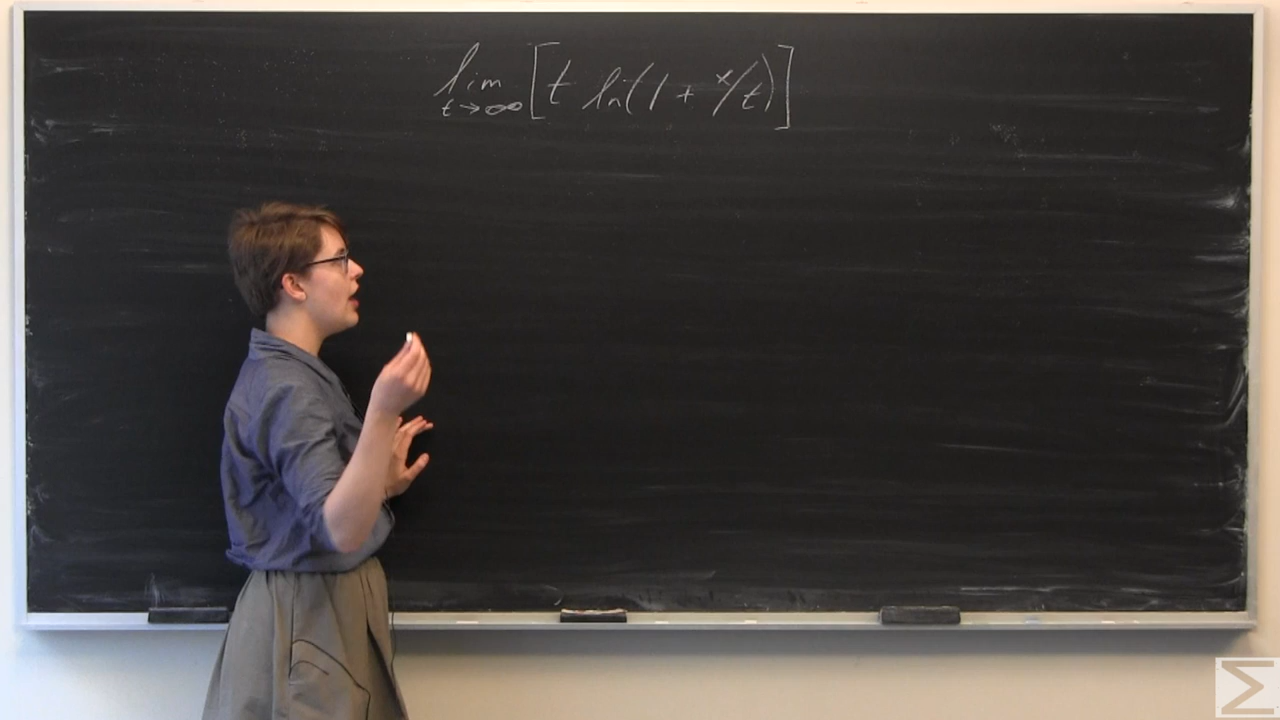 lim t→∞ [t ln(1 + x/t)]
Σ